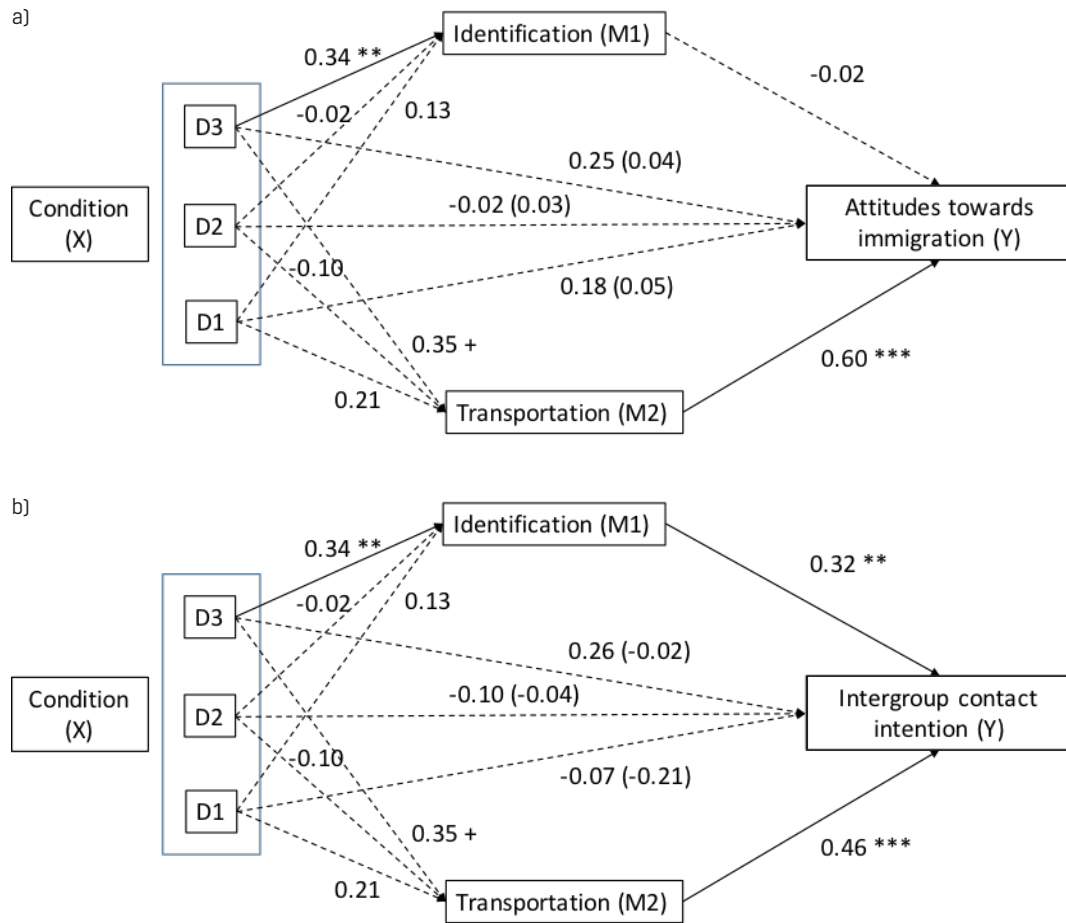 a)
Identification (M1)
0.34 **
-0.02
0.13
-0.02
D3
0.25 (0.04)
Condition
(X)
D2
-0.02 (0.03)
Attitudes towards
immigration (Y)
-0.10
0.18 (0.05)
D1
0.35 +
0.60 ***
0.21
Transportation (M2)
b)
Identification (M1)
0.34 **
0.32 **
-0.02
0.13
D3
0.26 (-0.02)
Condition
(X)
D2
-0.10 (-0.04)
Intergroup contact
intention (Y)
-0.10
-0.07 (-0.21)
D1
0.35 +
0.46 ***
0.21
Transportation (M2)